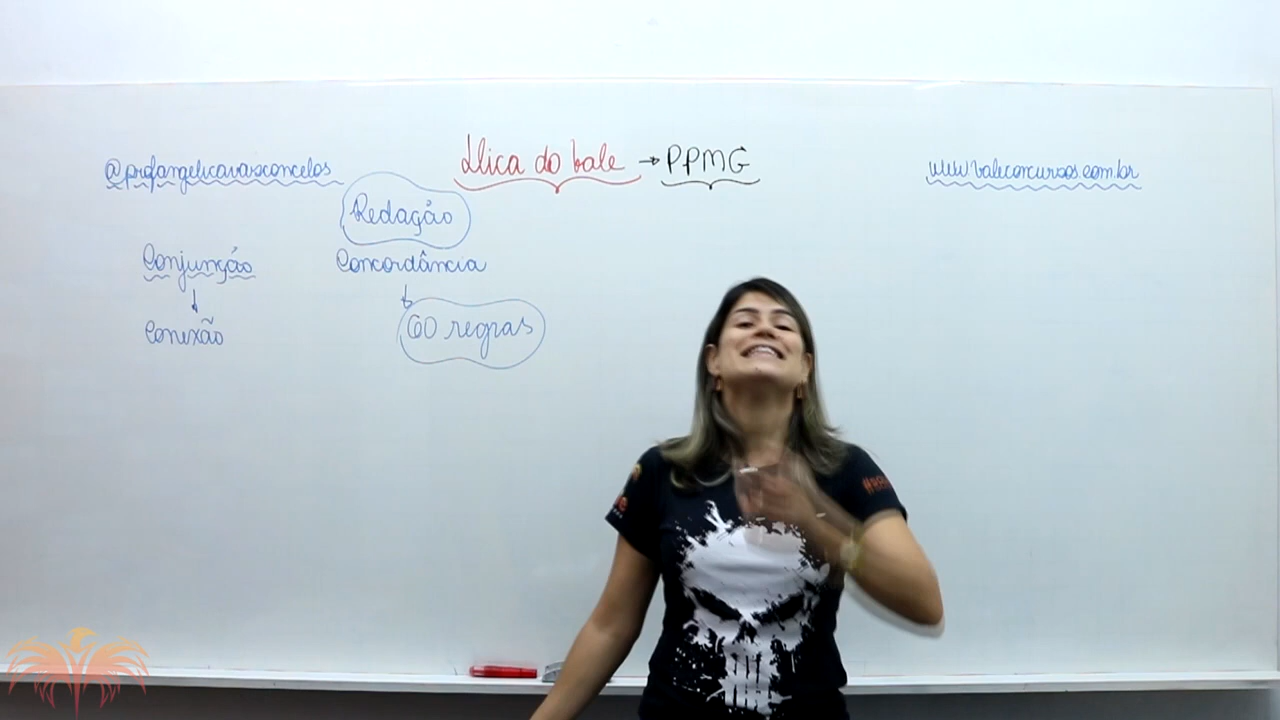 @profangelicavasconcelos
Dica do Vale → PPMG
www.valeconcursos.com.br
Redação
Conjunção
Concordância
Conexão
60 regras